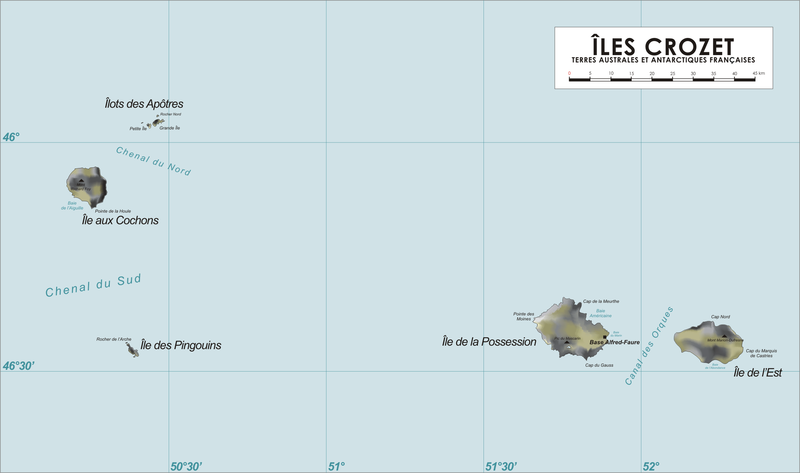 ÎLES CROZET
TERRES AUSTRALES ET ANTARCTIQUES FRANÇAISES
0 5 10 15 20 25 30 35 40 45 km
Îlots des Apôtres
Rocher Nord
Petite Île
Grande Île
46°
Chenal du Nord
Baie
de l'Aiguille
Pointe de la Houle
Île aux Cochons
Chenal du Sud
Rocher de l'Arche
Île des Pingouins
Cap de la Meurthe
Pointe des
Moines
Baie
Américaine
Île de la Possession
Base Alfred-Faure
Cap du Gauss
Canal des Orques
Cap Nord
Cap du Marquis
de Castries
Île de l'Est
46°30'
50°30'
51°
51°30'
52°